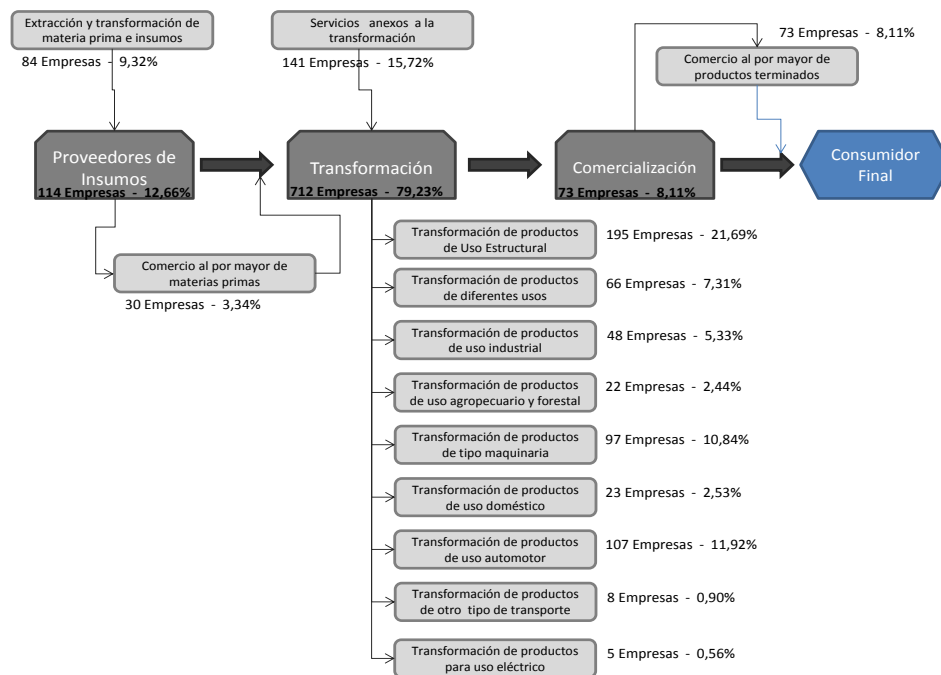 Extracción y transformación de
materia prima e insumos
84 Empresas - 9,32%
Servicios anexos a la
transformación
141 Empresas - 15,72%
73 Empresas - 8,11%
Comercio al por mayor de
productos terminados
Proveedores de
Insumos
114 Empresas - 12,66%
Transformación
712 Empresas - 79,23%
Comercialización
73 Empresas - 8,11%
Consumidor
Final
Comercio al por mayor de
materias primas
30 Empresas - 3,34%
Transformación de productos
de Uso Estructural
195 Empresas - 21,69%
Transformación de productos
de diferentes usos
66 Empresas - 7,31%
Transformación de productos
de uso industrial
48 Empresas - 5,33%
Transformación de productos
de uso agropecuario y forestal
22 Empresas - 2,44%
Transformación de productos
de tipo maquinaria
97 Empresas - 10,84%
Transformación de productos
de uso doméstico
23 Empresas - 2,53%
Transformación de productos
de uso automotor
107 Empresas - 11,92%
Transformación de productos
de otro tipo de transporte
8 Empresas - 0,90%
Transformación de productos
para uso eléctrico
5 Empresas - 0,56%